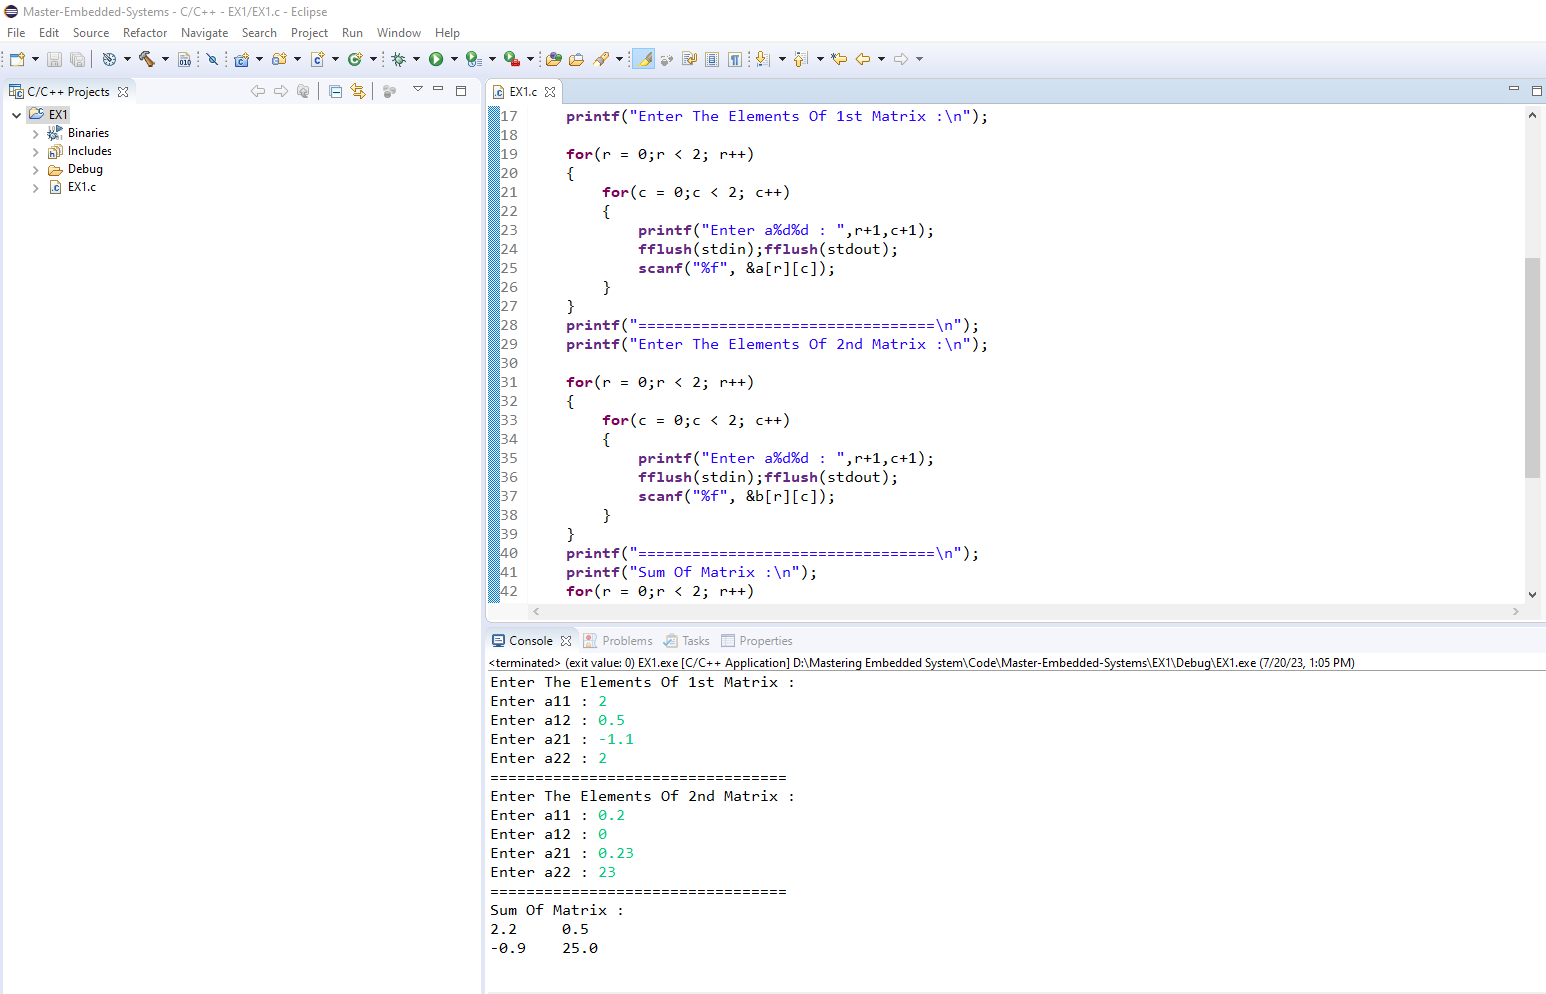 Master-Embedded-Systems - C/C++ - EX1/EX1.c - Eclipse
File Edit Source Refactor Navigate Search Project Run Window Help
C/C++ Projects
EX1
Binaries
Includes
Debug
EX1.c
EX1.c
17 printf("Enter The Elements Of 1st Matrix :\n");
18
19 for(r = 0;r < 2; r++)
20 {
21 for(c = 0;c < 2; c++)
22 {
23 printf("Enter a%d%d : ",r+1,c+1);
24 fflush(stdin);fflush(stdout);
25 scanf("%f", &a[r][c]);
26 }
27 }
28 printf("=================================\n");
29 printf("Enter The Elements Of 2nd Matrix :\n");
30
31 for(r = 0;r < 2; r++)
32 {
33 for(c = 0;c < 2; c++)
34 {
35 printf("Enter a%d%d : ",r+1,c+1);
36 fflush(stdin);fflush(stdout);
37 scanf("%f", &b[r][c]);
38 }
39 }
40 printf("=================================\n");
41 printf("Sum Of Matrix :\n");
42 for(r = 0;r < 2; r++)
Console Problems Tasks Properties
<terminated> (exit value: 0) EX1.exe [C/C++ Application] D:\Mastering Embedded System\Code\Master-Embedded-Systems\EX1\Debug\EX1.exe (7/20/23, 1:05 PM)
Enter The Elements Of 1st Matrix :
Enter a11 : 2
Enter a12 : 0.5
Enter a21 : -1.1
Enter a22 : 2
=================================
Enter The Elements Of 2nd Matrix :
Enter a11 : 0.2
Enter a12 : 0
Enter a21 : 0.23
Enter a22 : 23
=================================
Sum Of Matrix :
2.2 0.5
-0.9 25.0